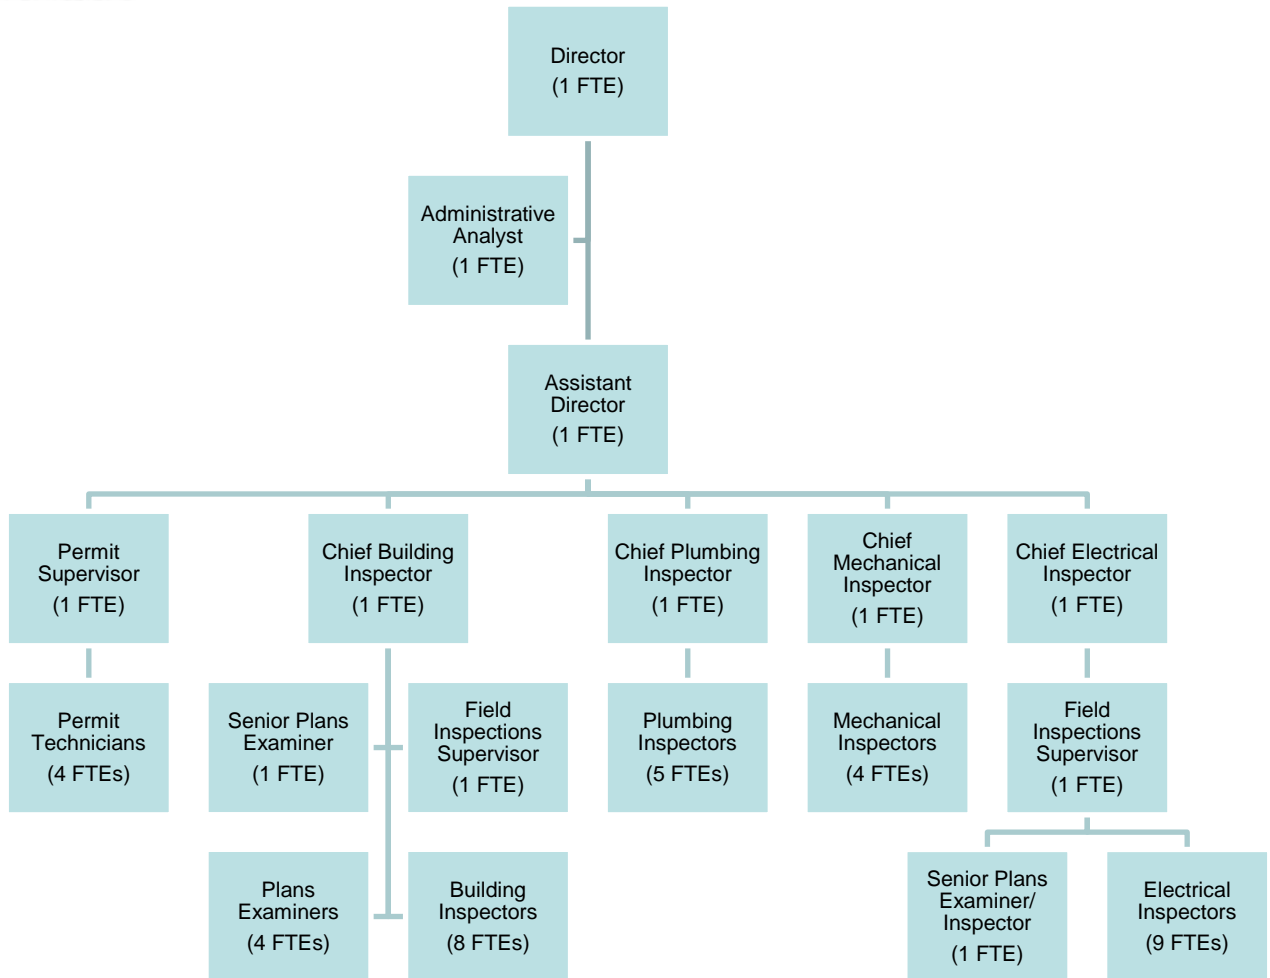 Director
(1 FTE)
Administrative
Analyst
(1 FTE)
Assistant
Director
(1 FTE)
Permit
Supervisor
(1 FTE)
Chief Building
Inspector
(1 FTE)
Chief Plumbing
Inspector
(1 FTE)
Chief
Mechanical
Inspector
(1 FTE)
Chief Electrical
Inspector
(1 FTE)
Permit
Technicians
(4 FTEs)
Senior Plans
Examiner
(1 FTE)
Field
Inspections
Supervisor
(1 FTE)
Plumbing
Inspectors
(5 FTEs)
Mechanical
Inspectors
(4 FTEs)
Field
Inspections
Supervisor
(1 FTE)
Plans
Examiners
(4 FTEs)
Building
Inspectors
(8 FTEs)
Senior Plans
Examiner/
Inspector
(1 FTE)
Electrical
Inspectors
(9 FTEs)